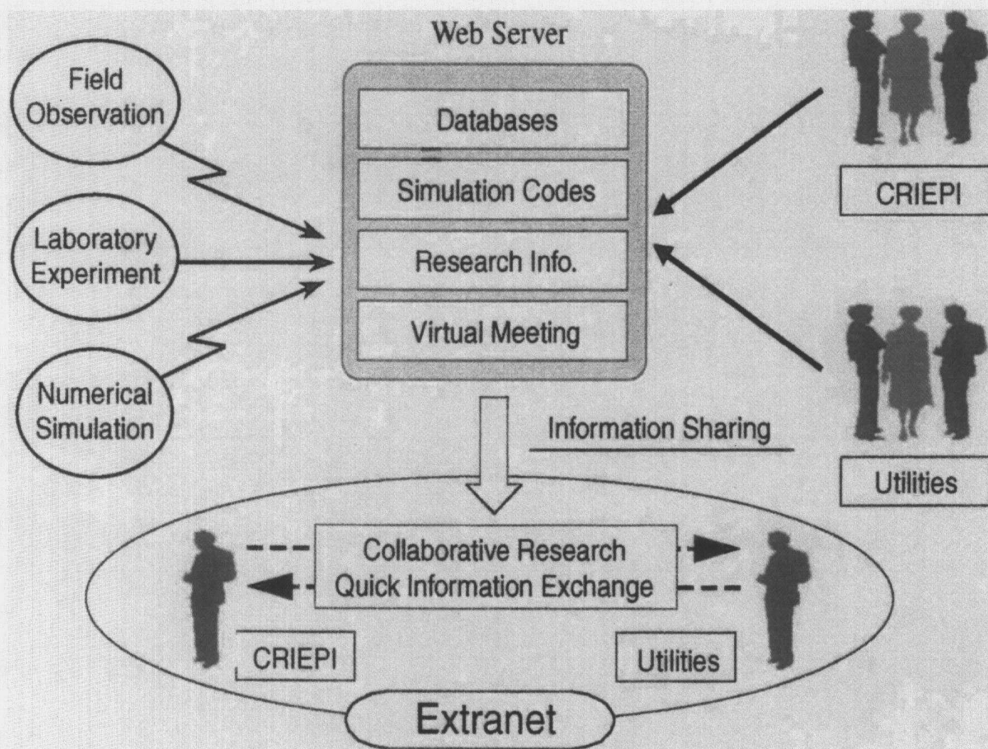 Web Server
Field
Observation
Laboratory
Experiment
Numerical
Simulation
Databases
Simulation Codes
Research Info.
Virtual Meeting
CRIEPI
Utilities
Information Sharing
Collaborative Research
Quick Information Exchange
CRIEPI
Utilities
Extranet